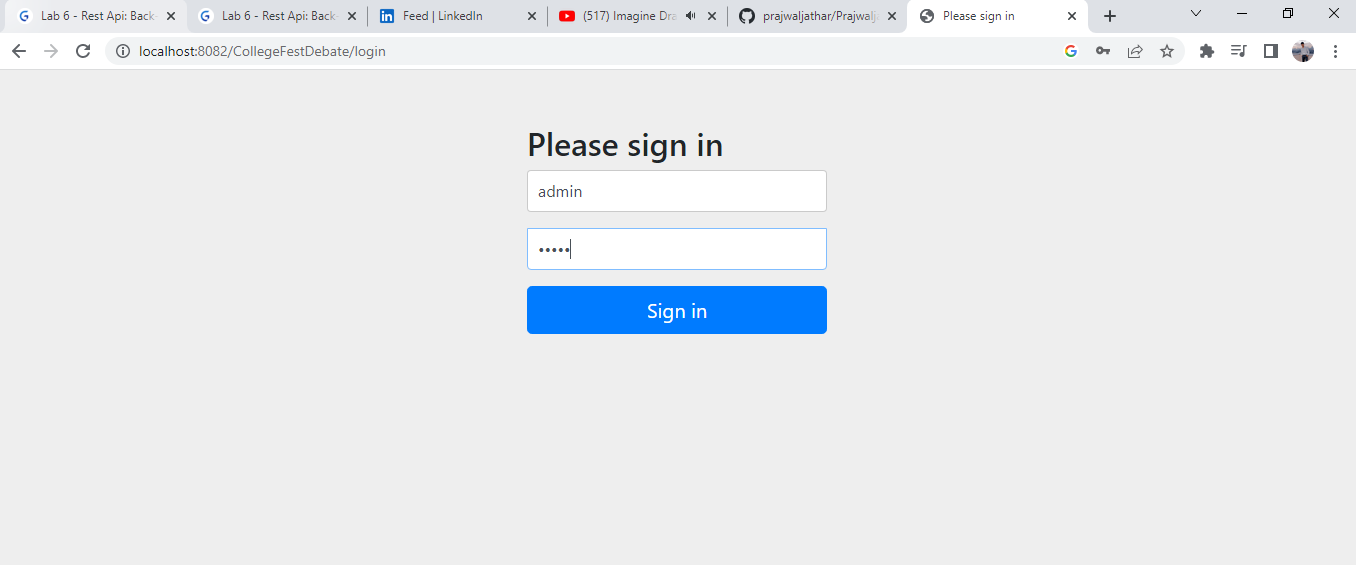 Lab 6 - Rest Api: Back- Lab 6 - Rest Api: Back- Feed | LinkedIn (517) Imagine Dra prajwaljathar/Prajwalja Please sign in
localhost:8082/CollegeFestDebate/login
Please sign in
admin
•••••
Sign in